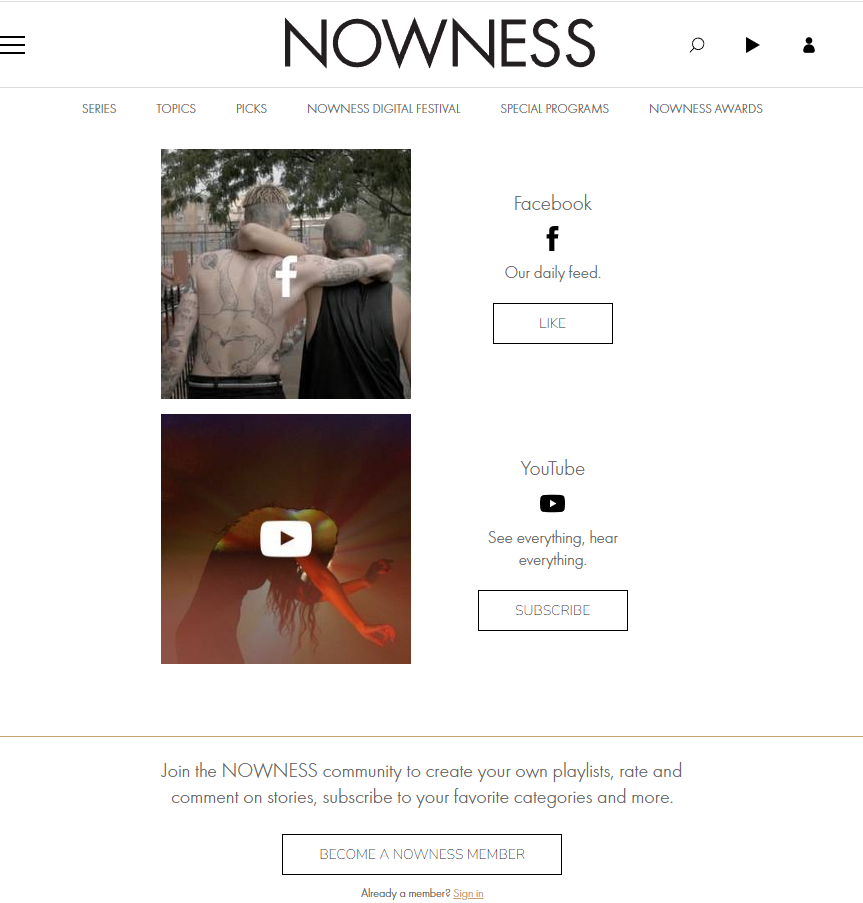 NOWNESS
SERIES TOPICS PICKS NOWNESS DIGITAL FESTIVAL SPECIAL PROGRAMS NOWNESS AWARDS
Facebook
Our daily feed.
LIKE
YouTube
See everything, hear
everything.
SUBSCRIBE
Join the NOWNESS community to create your own playlists, rate and
comment on stories, subscribe to your favorite categories and more.
BECOME A NOWNESS MEMBER
Already a member? Sign in